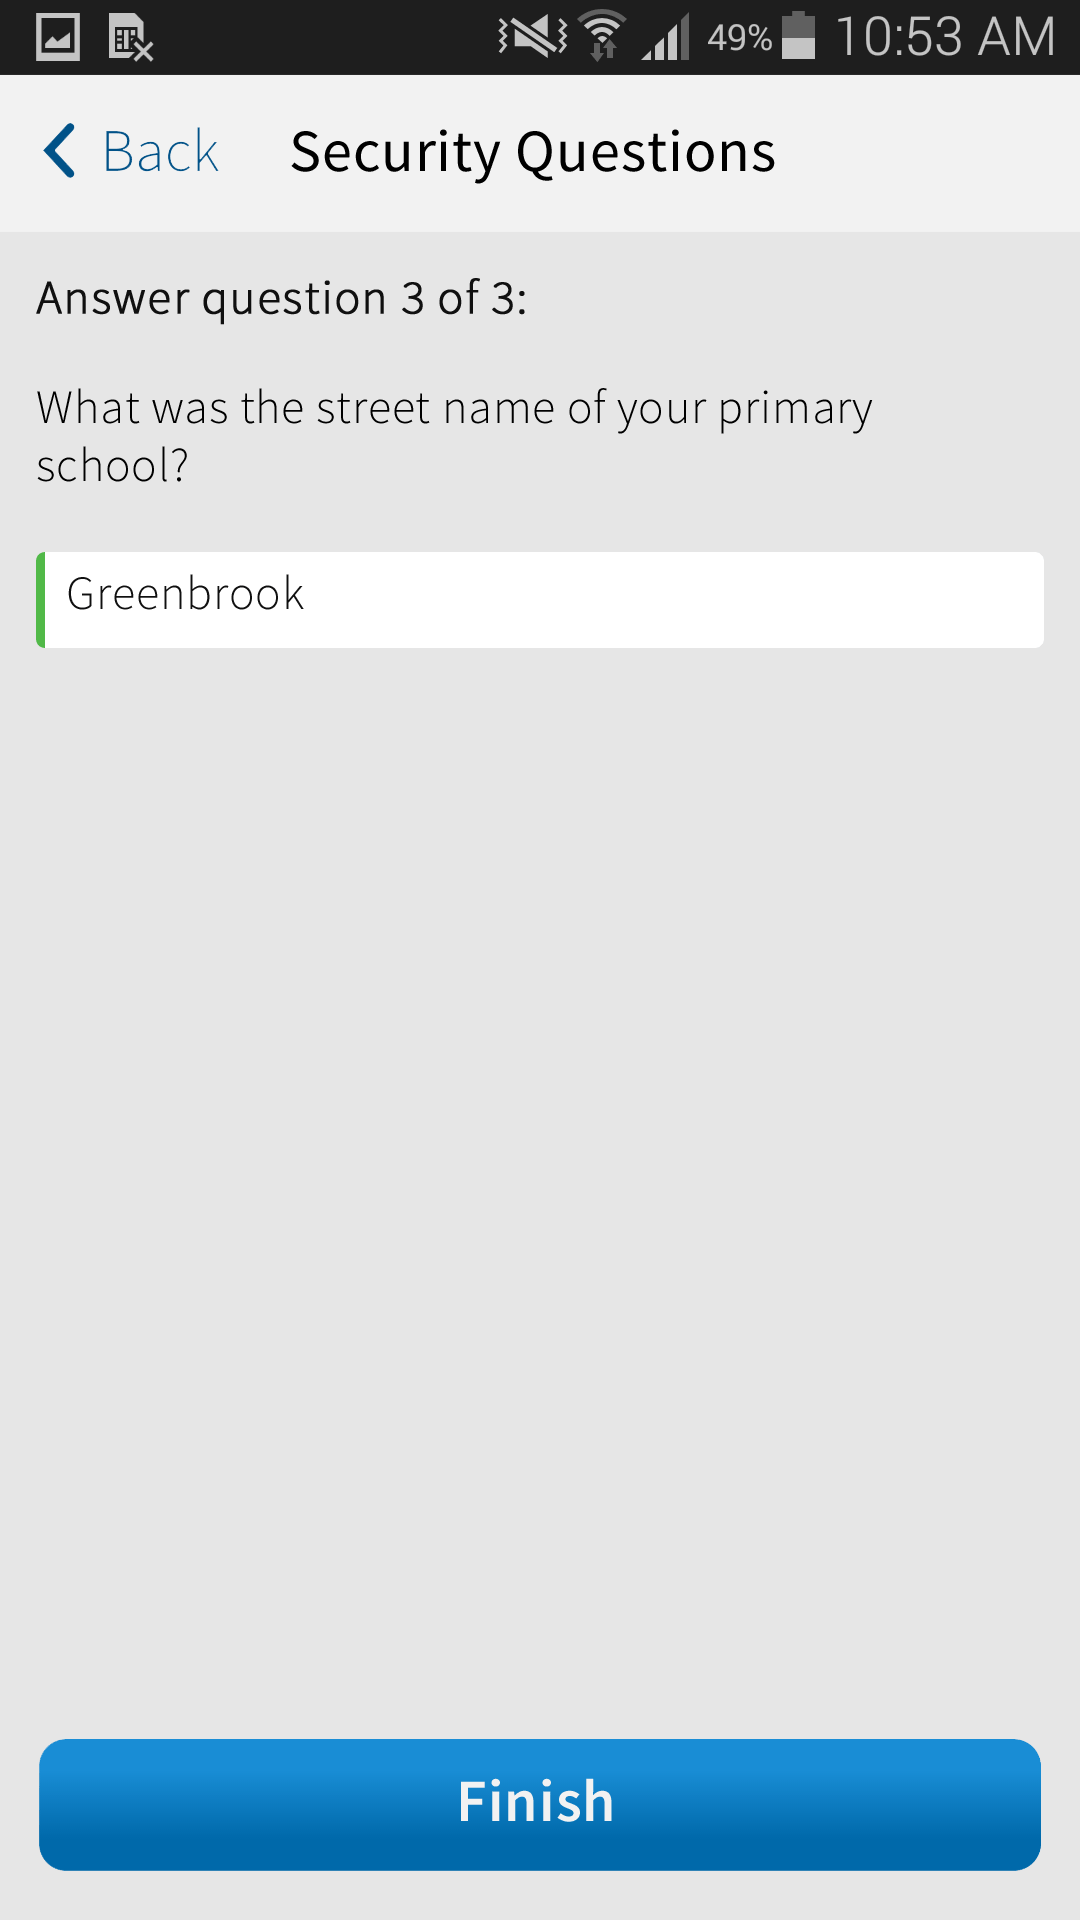 49% 10:53 AM
Back Security Questions
Answer question 3 of 3:
What was the street name of your primary
school?
Greenbrook
Finish